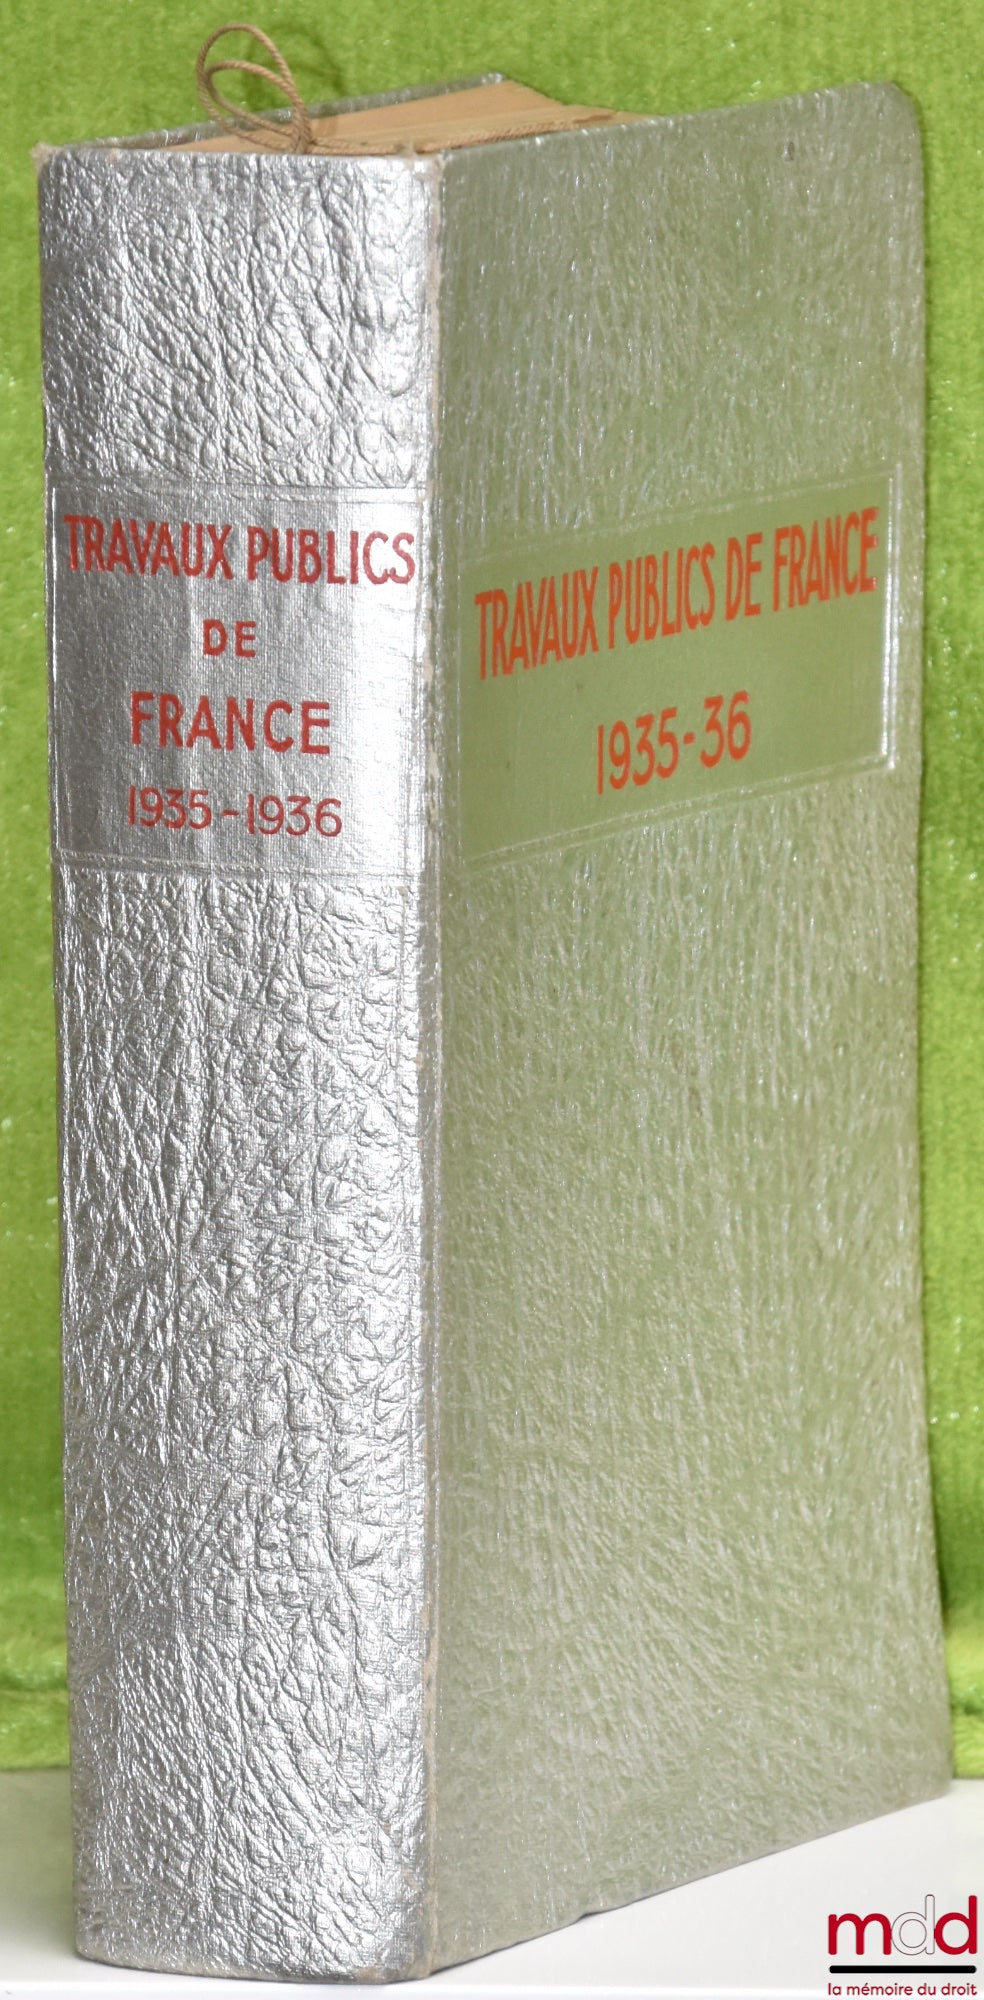 TRAVAUX PUBLICS
DE
FRANCE
1935-1936
TRAVAUX PUBLICS DE FRANCE
1935-36
mdd
la mémoire du droit